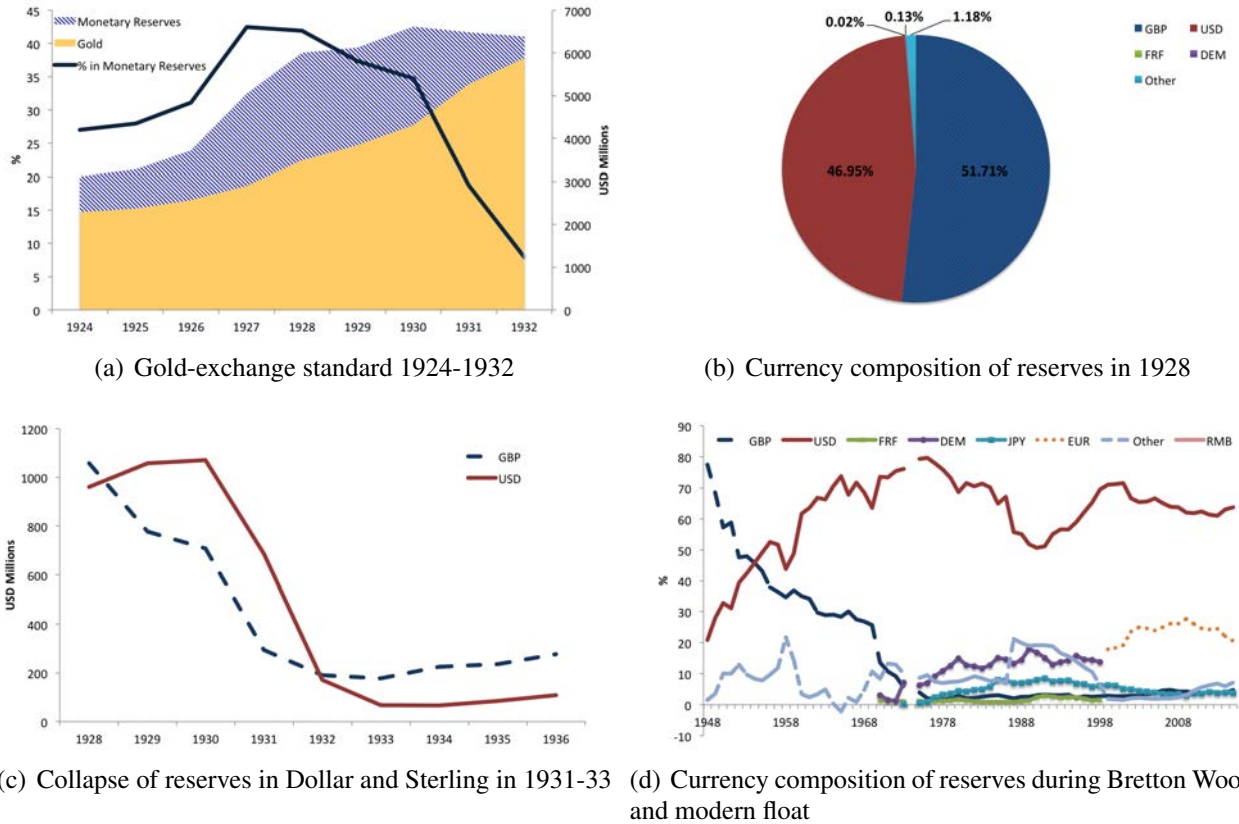 45
40
35
30
25
20
15
10
5
0
%
Monetary Reserves
Gold
% in Monetary Reserves
7000
6000
5000
4000
3000
2000
1000
0
USD Millions
1924 1925 1926 1927 1928 1929 1930 1931 1932
(a) Gold-exchange standard 1924-1932
0.02% 0.13% 1.18%
46.95% 51.71%
GBP USD
FRF DEM
Other
(b) Currency composition of reserves in 1928
1200
1000
800
600
400
200
0
USD Millions
GBP
USD
1928 1929 1930 1931 1932 1933 1934 1935 1936
(c) Collapse of reserves in Dollar and Sterling in 1931-33
90
80
70
60
50
40
30
20
10
0
-10
%
GBP USD FRF DEM JPY EUR Other RMB
1948 1958 1968 1978 1988 1998 2008
(d) Currency composition of reserves during Bretton Woo
and modern float